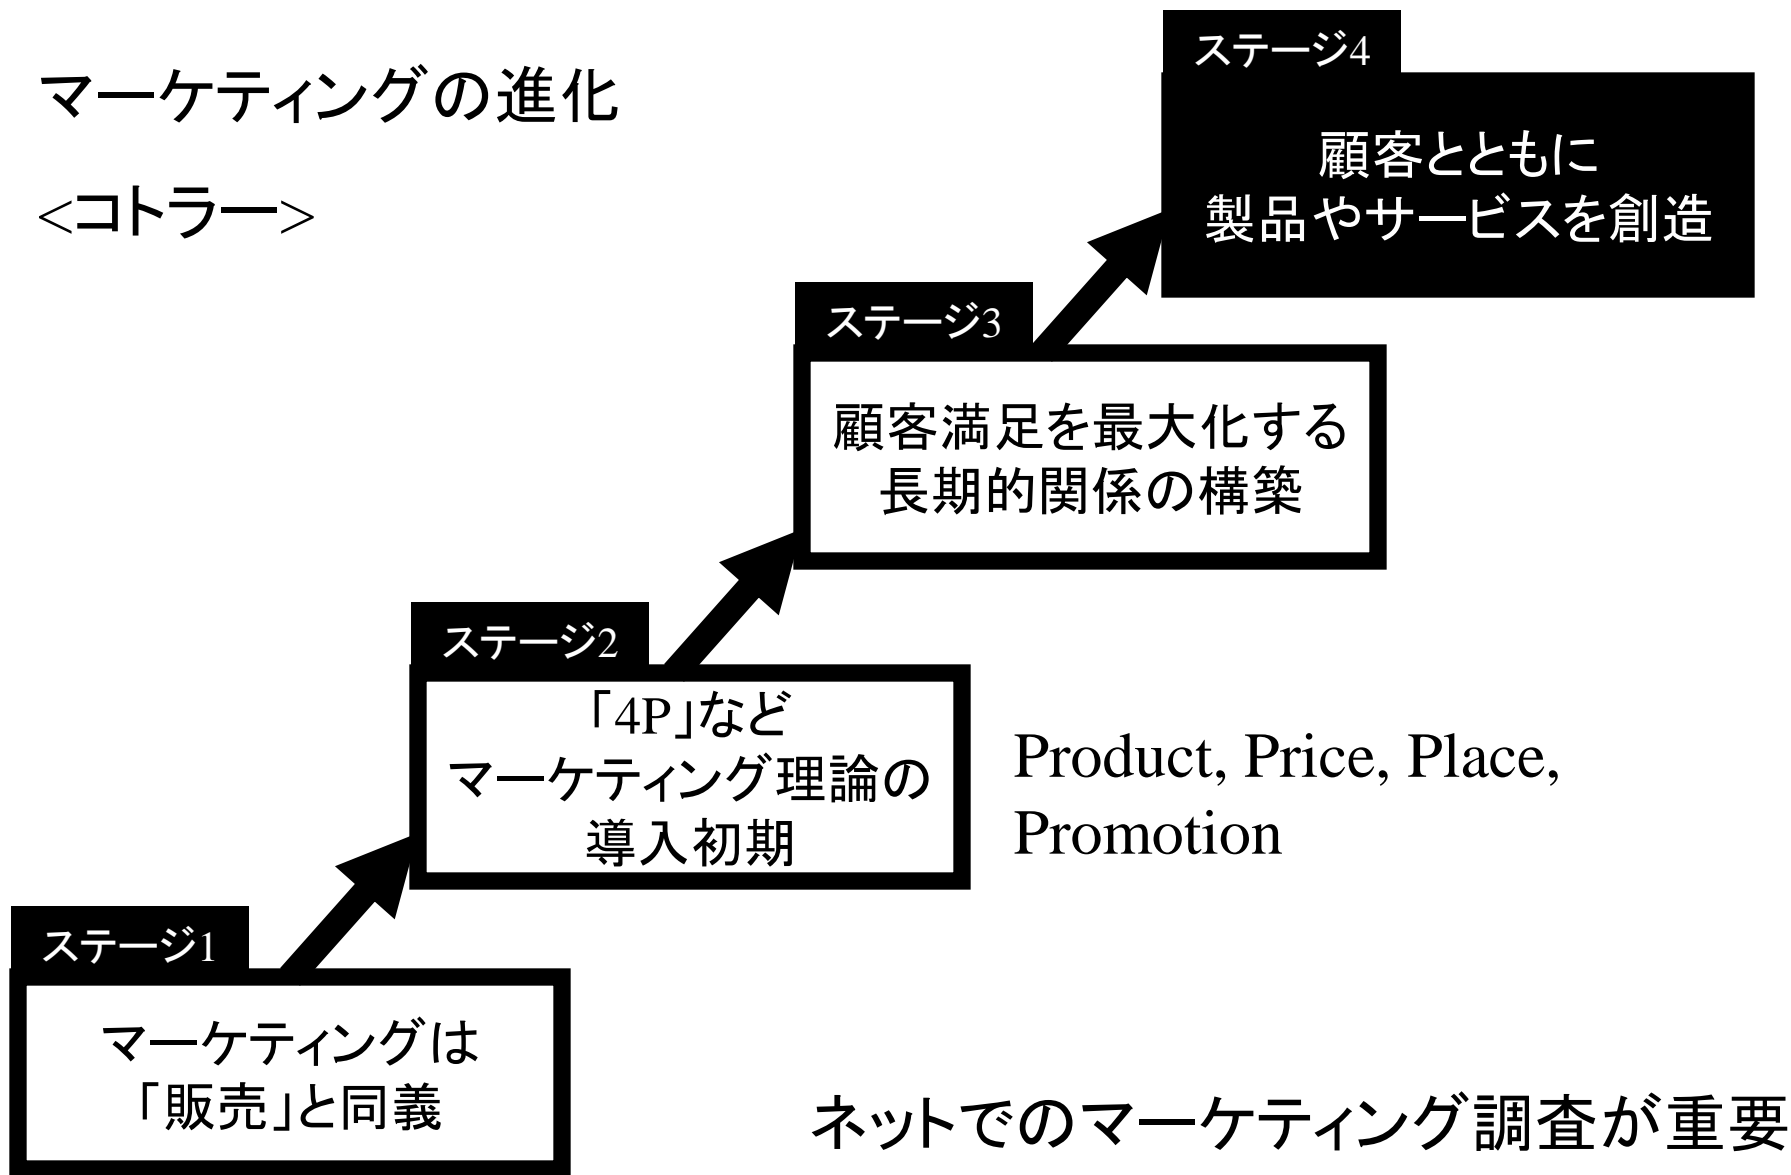 マーケティングの進化
<コトラー>
ステージ4
顧客とともに
製品やサービスを創造
ステージ3
顧客満足を最大化する
長期的関係の構築
ステージ2
「4P」など
マーケティング理論の
導入初期
Product, Price, Place,
Promotion
ステージ1
マーケティングは
「販売」と同義
ネットでのマーケティング調査が重要